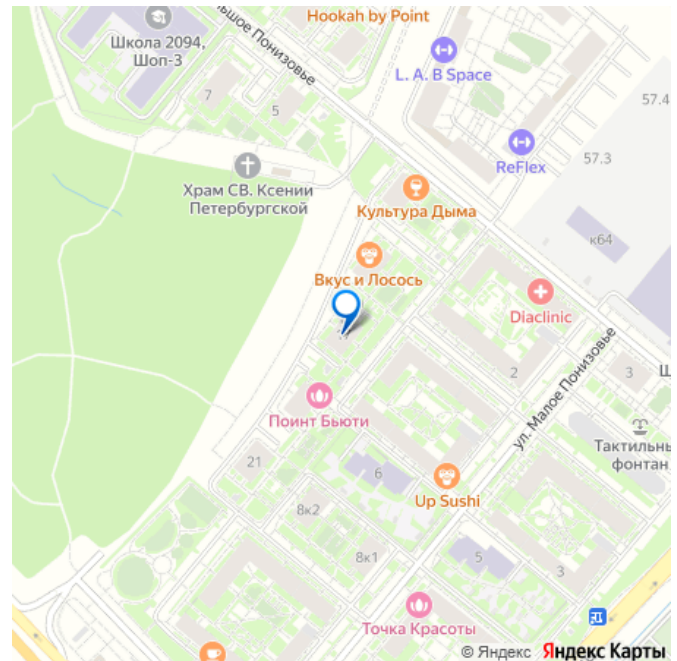 Hookah by Point
Школа 2094,
Шоп-3
Понизовье
L. A. B Space
7
5
57.4
ReFlex
57.3
Храм СВ. Ксении
Петербургской
Культура Дыма
к64
Вкус и Лосось
Diaclinic
2
3
ул. Малое Понизовье
Поинт Бьюти
Тактильны
фонтан
21
6
Up Sushi
8к2
8к1
5
3
Точка Красоты
© Яндекс Яндекс Карты